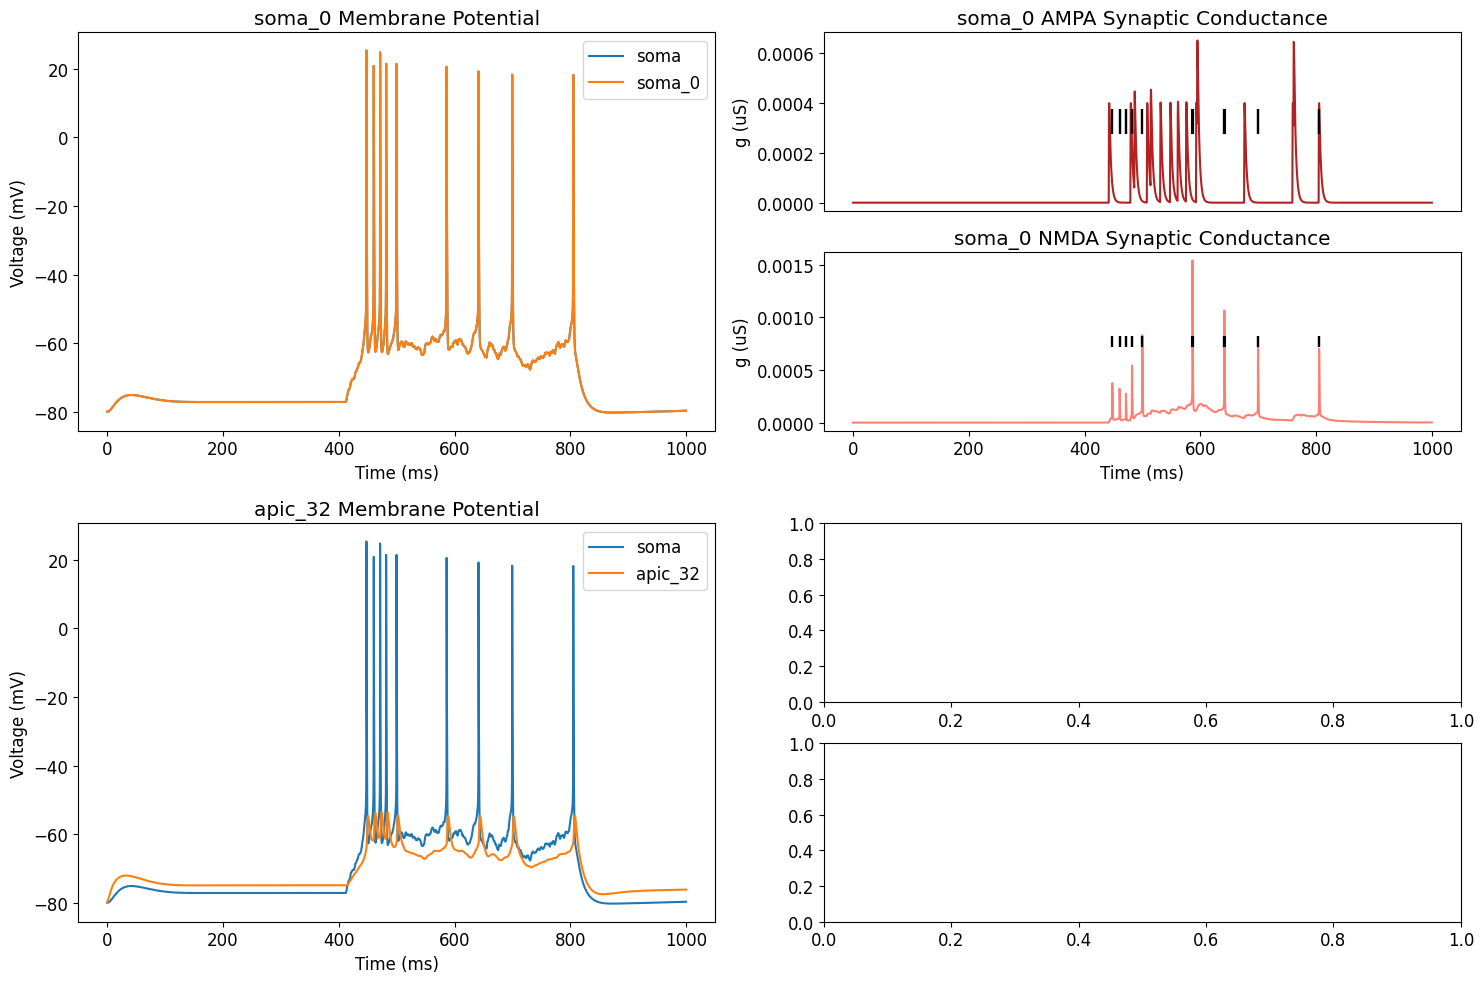 soma_0 Membrane Potential
Voltage (mV)
20
0
−20
−40
−60
−80
soma
soma_0
0 200 400 600 800 1000
Time (ms)
soma_0 AMPA Synaptic Conductance
g (uS)
0.0006
0.0004
0.0002
0.0000
soma_0 NMDA Synaptic Conductance
g (uS)
0.0015
0.0010
0.0005
0.0000
0 200 400 600 800 1000
Time (ms)
apic_32 Membrane Potential
Voltage (mV)
20
0
−20
−40
−60
−80
soma
apic_32
0 200 400 600 800 1000
Time (ms)
1.0
0.8
0.6
0.4
0.2
0.0
0.0 0.2 0.4 0.6 0.8 1.0
1.0
0.8
0.6
0.4
0.2
0.0
0.0 0.2 0.4 0.6 0.8 1.0